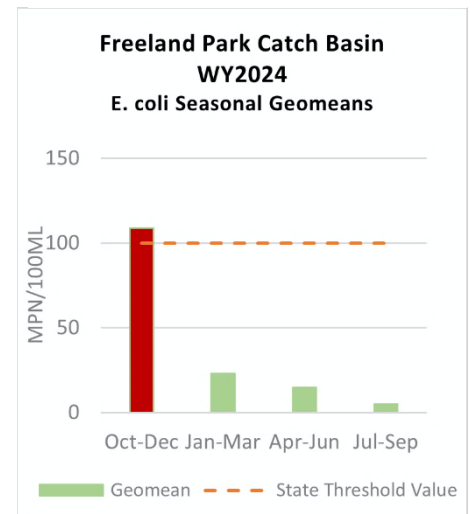 Freeland Park Catch Basin
WY2024
E. coli Seasonal Geomeans
150
100
50
0
MPN/100ML
Oct-Dec Jan-Mar Apr-Jun Jul-Sep
Geomean State Threshold Value